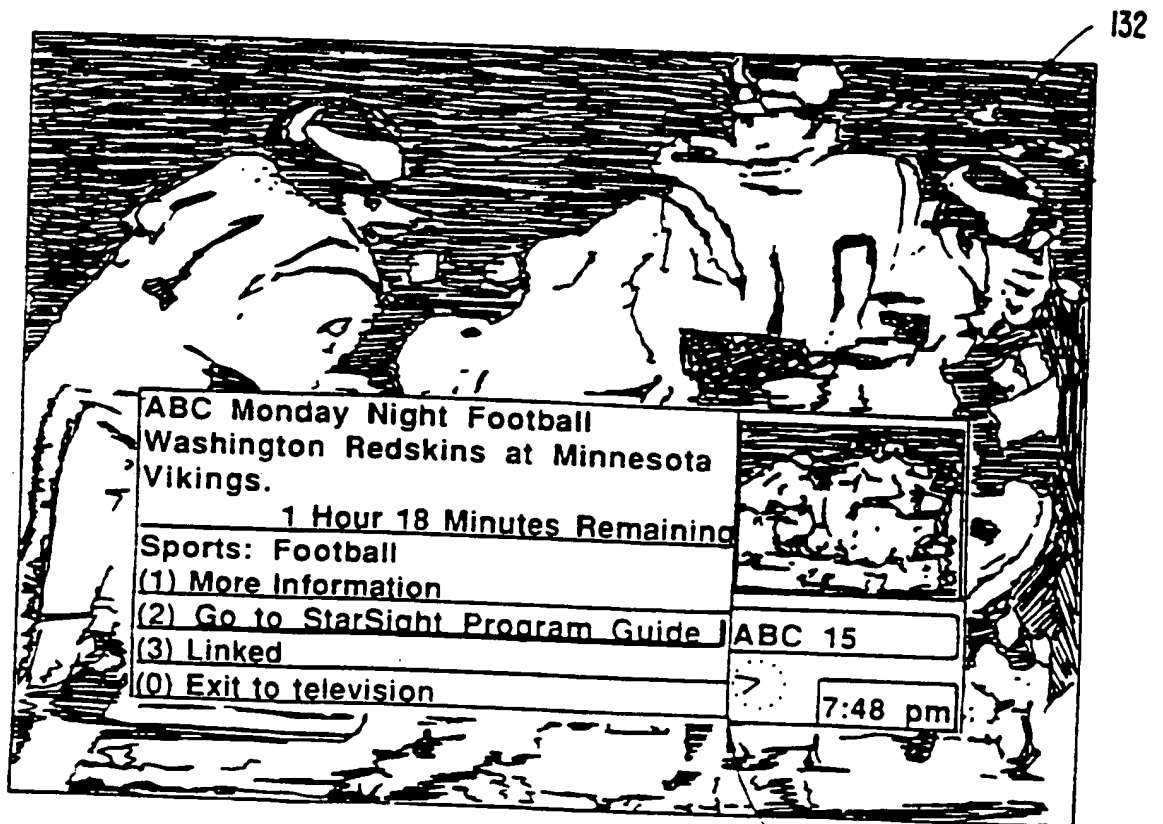 132
ABC Monday Night Football
Washington Redskins at Minnesota
Vikings.
1 Hour 18 Minutes Remaining
Sports: Football
(1) More Information
(2) Go to StarSight Program Guide
(3) Linked
(0) Exit to television
ABC 15
7:48 pm